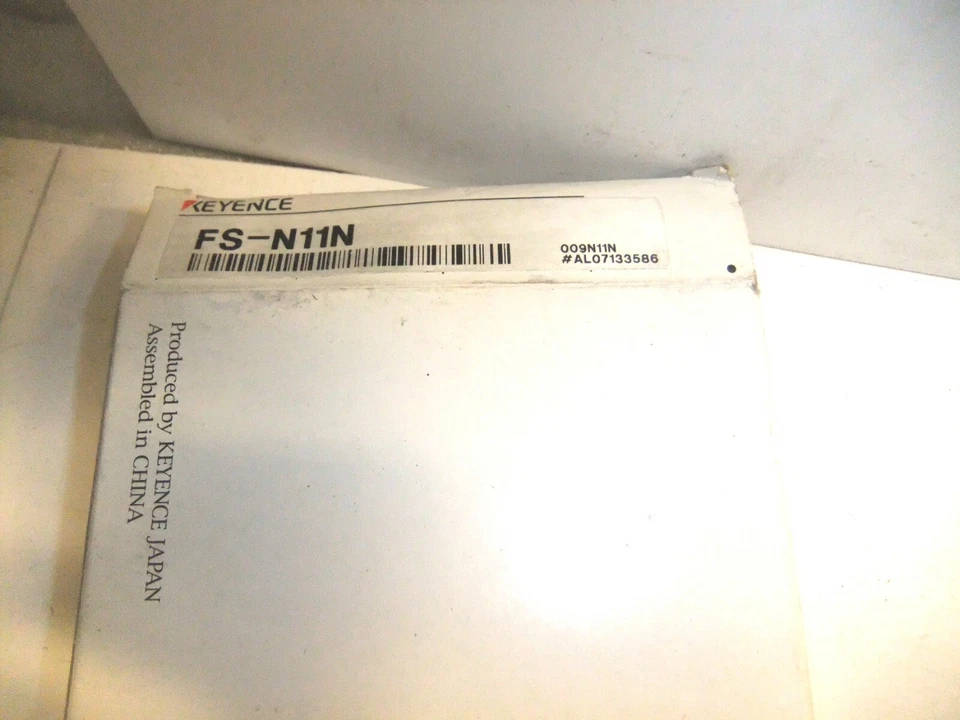 KEYENCE
FS-N11N
009N11N
#AL07133586
Produced by KEYENCE JAPAN
Assembled in CHINA